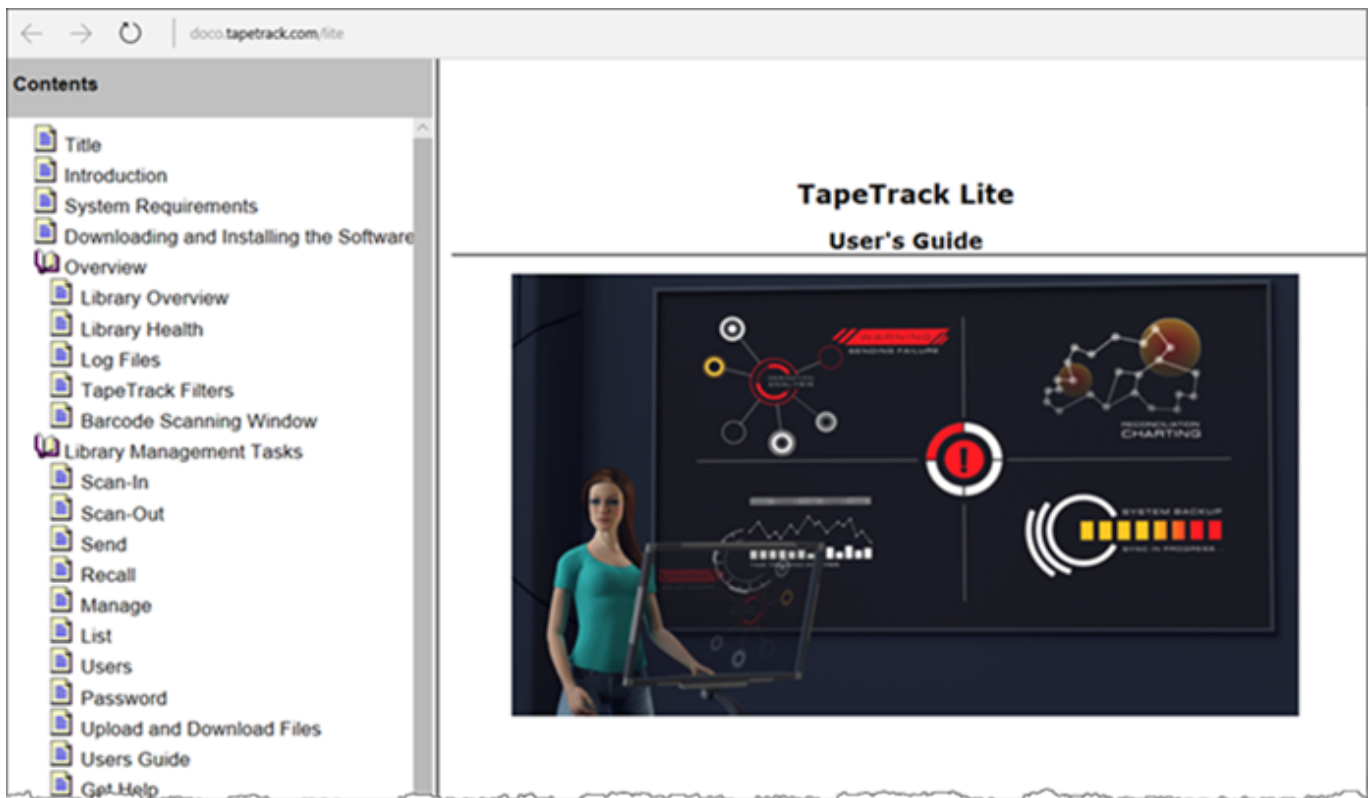 doco.tapetrack.com/lite
Contents
Title
Introduction
System Requirements
Downloading and Installing the Software
Overview
Library Overview
Library Health
Log Files
TapeTrack Filters
Barcode Scanning Window
Library Management Tasks
Scan-In
Scan-Out
Send
Recall
Manage
List
Users
Password
Upload and Download Files
Users Guide
Get Help
TapeTrack Lite
User's Guide
WARNING
SENDING FAILURE
ANALYSIS
RECONCILIATION
CHARTING
SYSTEM BACKUP
SYNC IN PROGRESS...